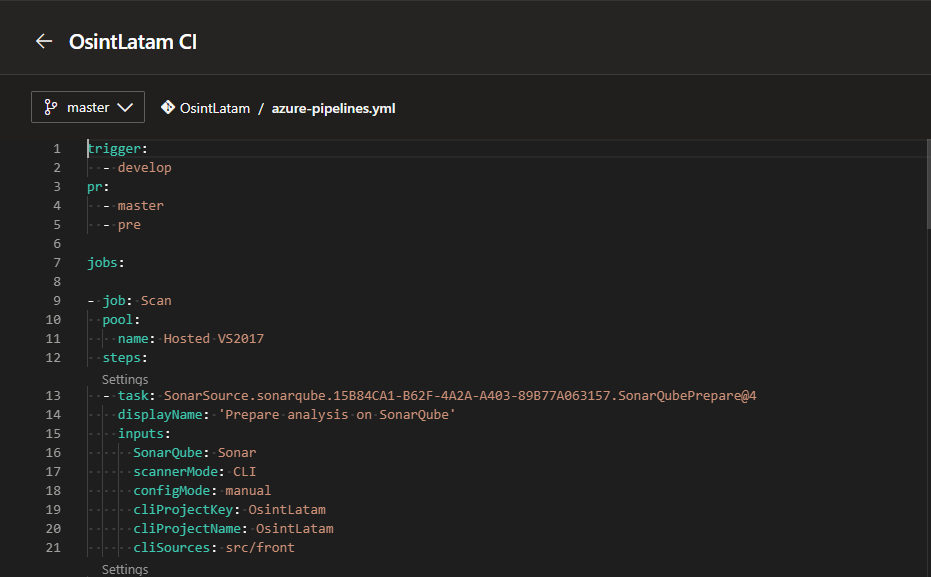 OsintLatam CI
master OsintLatam / azure-pipelines.yml
1 trigger:
2   - develop
3 pr:
4   - master
5   - pre
6
7 jobs:
8
9 - job: Scan
10   pool:
11     name: Hosted VS2017
12   steps:
Settings
13   - task: SonarSource.sonarqube.15B84CA1-B62F-4A2A-A403-89B77A063157.SonarQubePrepare@4
14     displayName: 'Prepare analysis on SonarQube'
15     inputs:
16       SonarQube: Sonar
17       scannerMode: CLI
18       configMode: manual
19       cliProjectKey: OsintLatam
20       cliProjectName: OsintLatam
21       cliSources: src/front
Settings